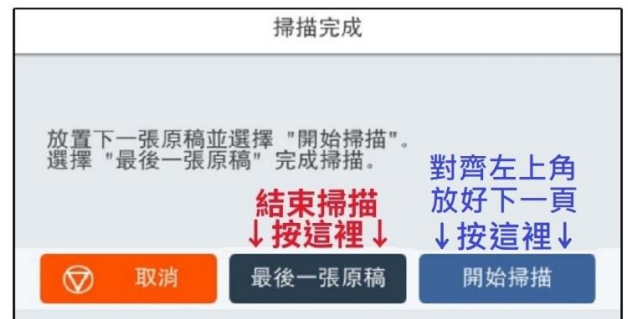 掃描完成
放置下一張原稿並選擇 "開始掃描"。
選擇 "最後一張原稿" 完成掃描。
對齊左上角
放好下一頁
↓按這裡↓
結束掃描
↓按這裡↓
取消
最後一張原稿
開始掃描